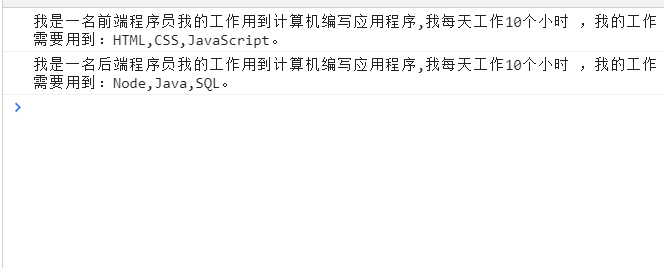 我是一名前端程序员我的工作用到计算机编写应用程序,我每天工作10个小时 ，我的工作
需要用到：HTML,CSS,JavaScript。
我是一名后端程序员我的工作用到计算机编写应用程序,我每天工作10个小时 ，我的工作
需要用到：Node,Java,SQL。